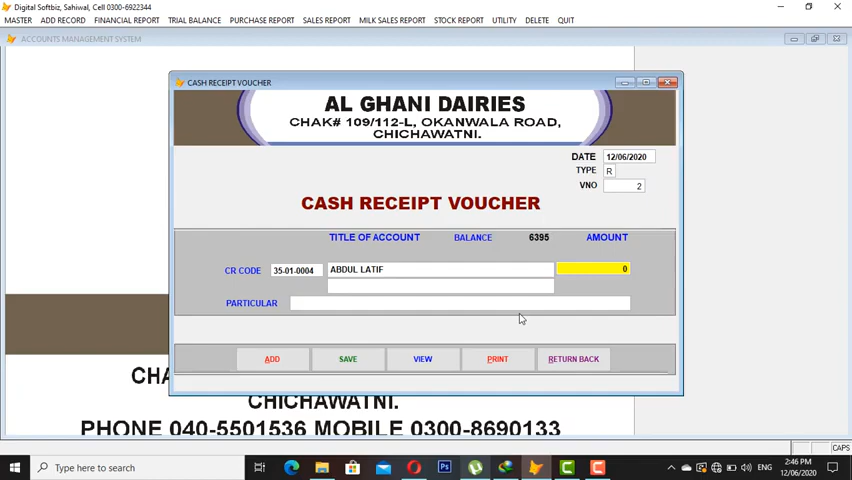 Digital Softbiz, Sahiwal, Cell 0300-6922344
MASTER ADD RECORD FINANCIAL REPORT TRIAL BALANCE PURCHASE REPORT SALES REPORT MILK SALES REPORT STOCK REPORT UTILITY DELETE QUIT
ACCOUNTS MANAGEMENT SYSTEM
CASH RECEIPT VOUCHER
AL GHANI DAIRIES
CHAK# 109/112-L, OKANWALA ROAD,
CHICHAWATNI.
DATE 12/06/2020
TYPE R
VNO 2
CASH RECEIPT VOUCHER
TITLE OF ACCOUNT BALANCE 6395 AMOUNT
CR CODE 35-01-0004 ABDUL LATIF 0
PARTICULAR
ADD SAVE VIEW PRINT RETURN BACK
CHA
CHICHAWATNI.
PHONE 040-5501536 MOBILE 0300-8690133
CAPS
Type here to search
Ps
ENG
2:46 PM
12/06/2020